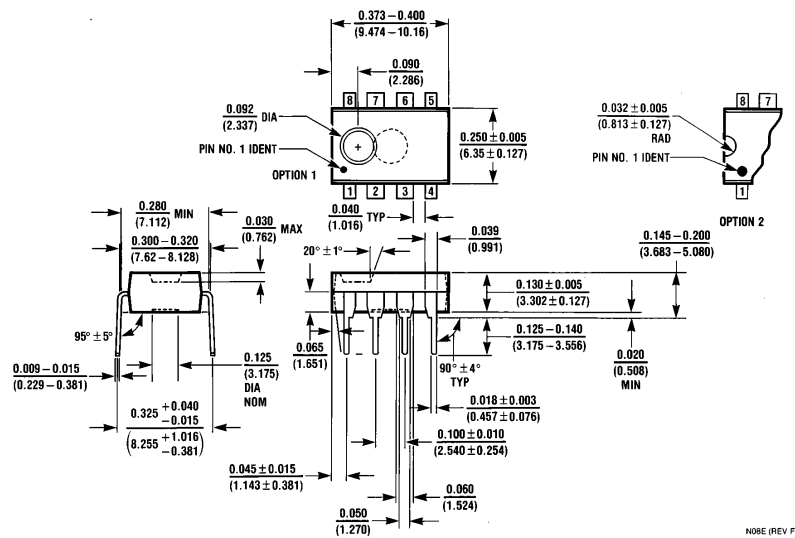 0.373 – 0.400
(9.474 – 10.16)
0.090
(2.286)
8 7 6 5
0.092
(2.337)
DIA
PIN NO. 1 IDENT
OPTION 1
1 2 3 4
0.250 ± 0.005
(6.35 ± 0.127)
0.032 ± 0.005
(0.813 ± 0.127)
RAD
PIN NO. 1 IDENT
8 7
1
OPTION 2
0.280
(7.112)
MIN
0.300 – 0.320
(7.62 – 8.128)
0.030
(0.762)
MAX
0.040
(1.016)
TYP
0.039
(0.991)
20° ± 1°
0.145 – 0.200
(3.683 – 5.080)
0.130 ± 0.005
(3.302 ± 0.127)
0.125 – 0.140
(3.175 – 3.556)
0.020
(0.508)
MIN
95° ± 5°
0.065
(1.651)
90° ± 4°
TYP
0.009 – 0.015
(0.229 – 0.381)
0.125
(3.175)
DIA
NOM
0.018 ± 0.003
(0.457 ± 0.076)
0.325 +0.040
–0.015
(8.255 +1.016
–0.381)
0.100 ± 0.010
(2.540 ± 0.254)
0.045 ± 0.015
(1.143 ± 0.381)
0.060
(1.524)
0.050
(1.270)
N08E (REV F